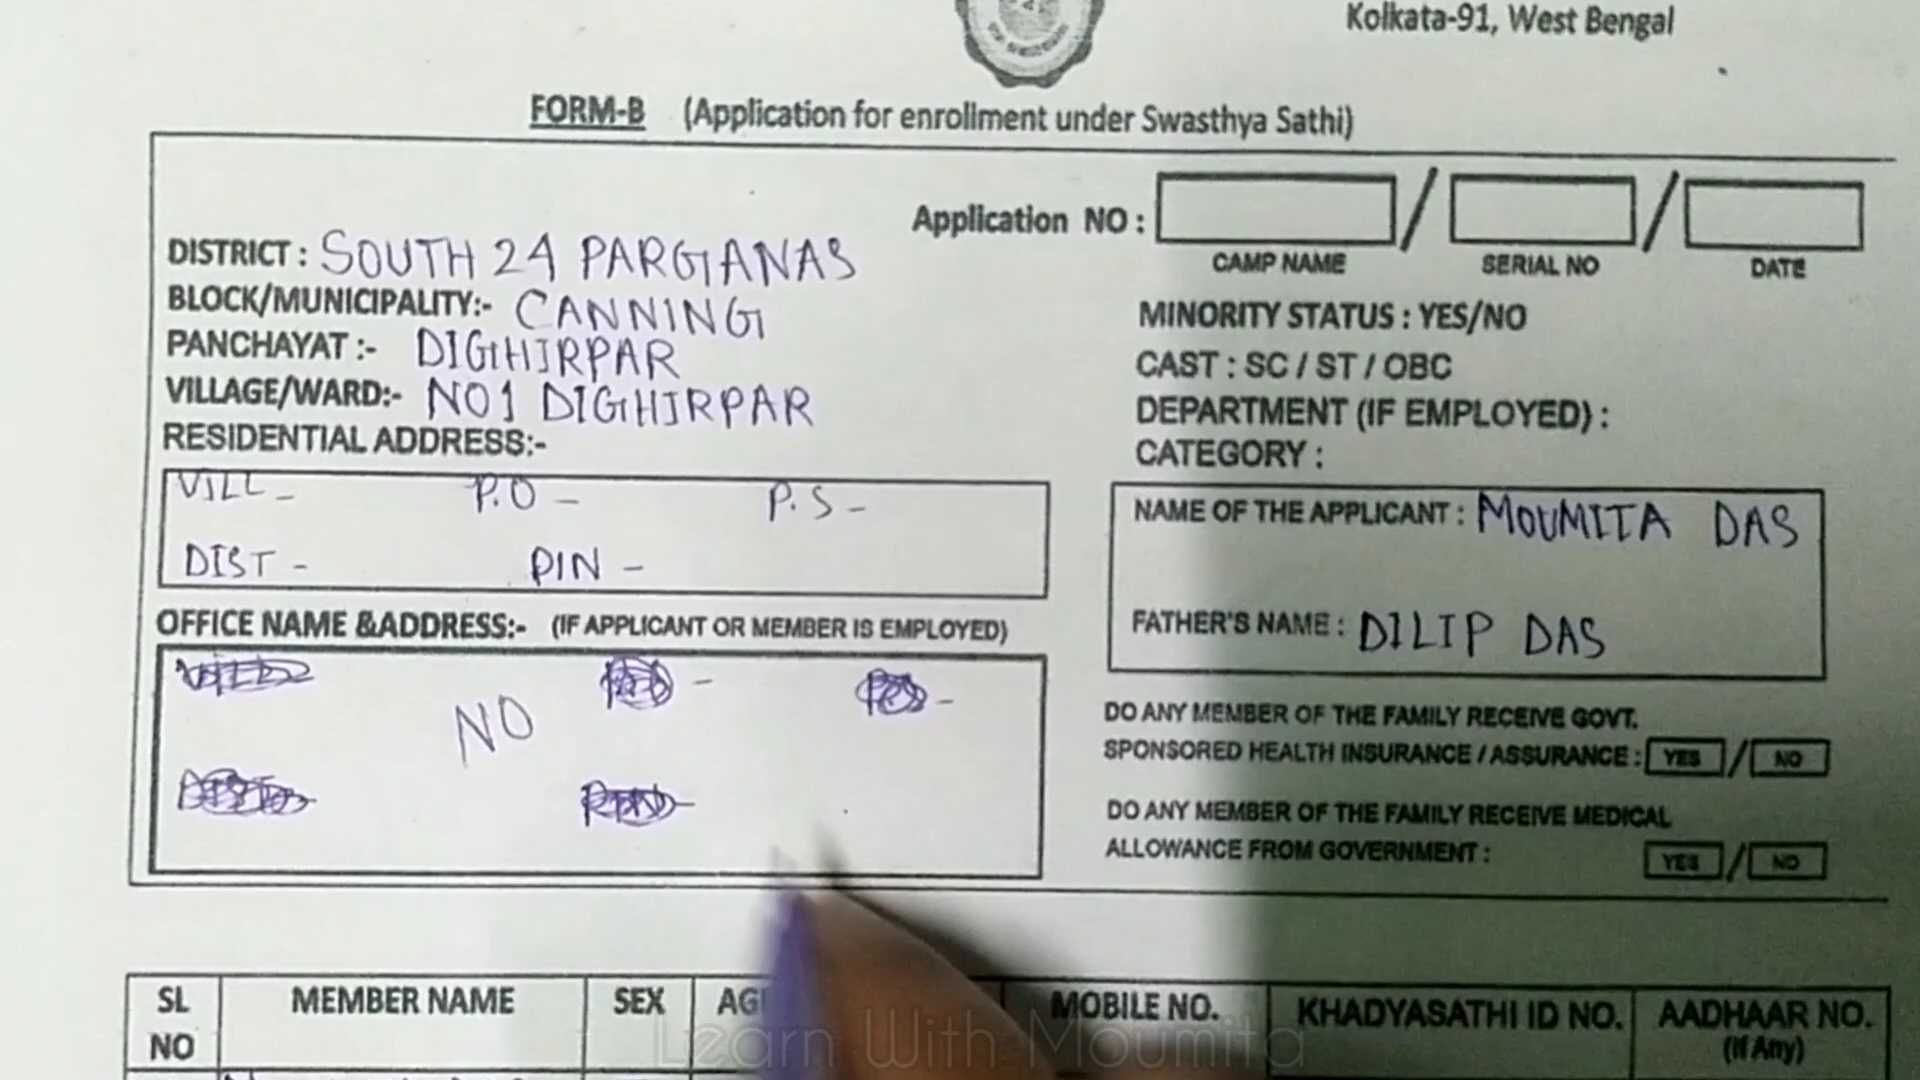 Kolkata-91, West Bengal
FORM-B (Application for enrollment under Swasthya Sathi)
Application NO : / /
CAMP NAME SERIAL NO DATE
DISTRICT : SOUTH 24 PARGANAS
BLOCK/MUNICIPALITY:- CANNING
PANCHAYAT :- DIGHIRPAR
VILLAGE/WARD:- NO1 DIGHIRPAR
RESIDENTIAL ADDRESS:-
VILL - P.O - P.S -
DIST - PIN -
OFFICE NAME &ADDRESS:- (IF APPLICANT OR MEMBER IS EMPLOYED)
NO
MINORITY STATUS : YES/NO
CAST : SC / ST / OBC
DEPARTMENT (IF EMPLOYED) :
CATEGORY :
NAME OF THE APPLICANT : MOUMITA DAS
FATHER'S NAME : DILIP DAS
DO ANY MEMBER OF THE FAMILY RECEIVE GOVT.
SPONSORED HEALTH INSURANCE / ASSURANCE : YES / NO
DO ANY MEMBER OF THE FAMILY RECEIVE MEDICAL
ALLOWANCE FROM GOVERNMENT : YES / NO
SL NO
MEMBER NAME
SEX
MOBILE NO.
KHADYASATHI ID NO.
AADHAAR NO.
(If Any)
Learn With Moumita